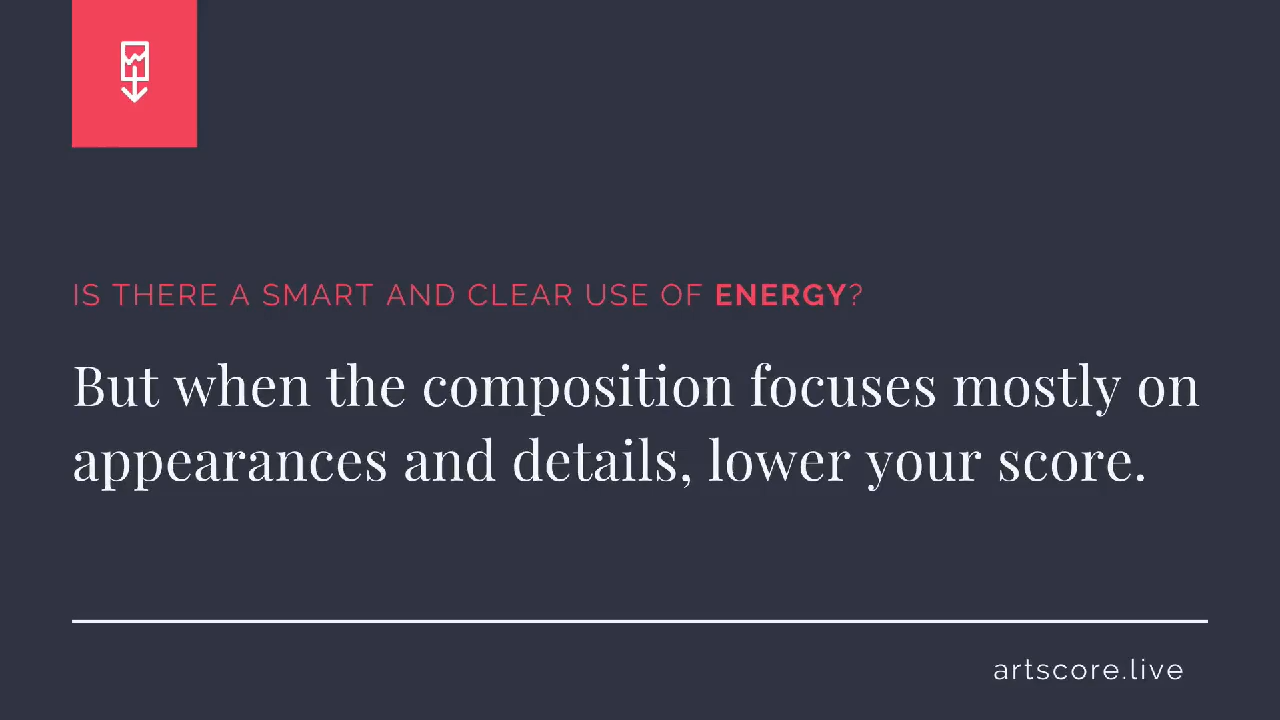 IS THERE A SMART AND CLEAR USE OF ENERGY?
But when the composition focuses mostly on
appearances and details, lower your score.
artscore.live